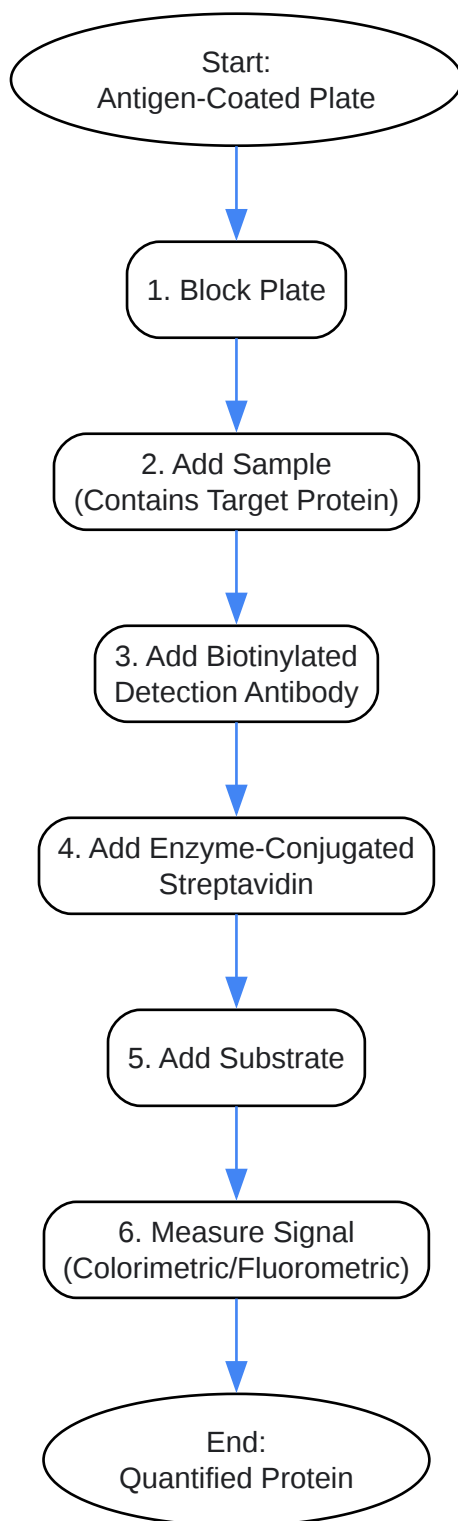 Start:
Antigen-Coated Plate
1. Block Plate
2. Add Sample
(Contains Target Protein)
3. Add Biotinylated
Detection Antibody
4. Add Enzyme-Conjugated
Streptavidin
5. Add Substrate
6. Measure Signal
(Colorimetric/Fluorometric)
End:
Quantified Protein